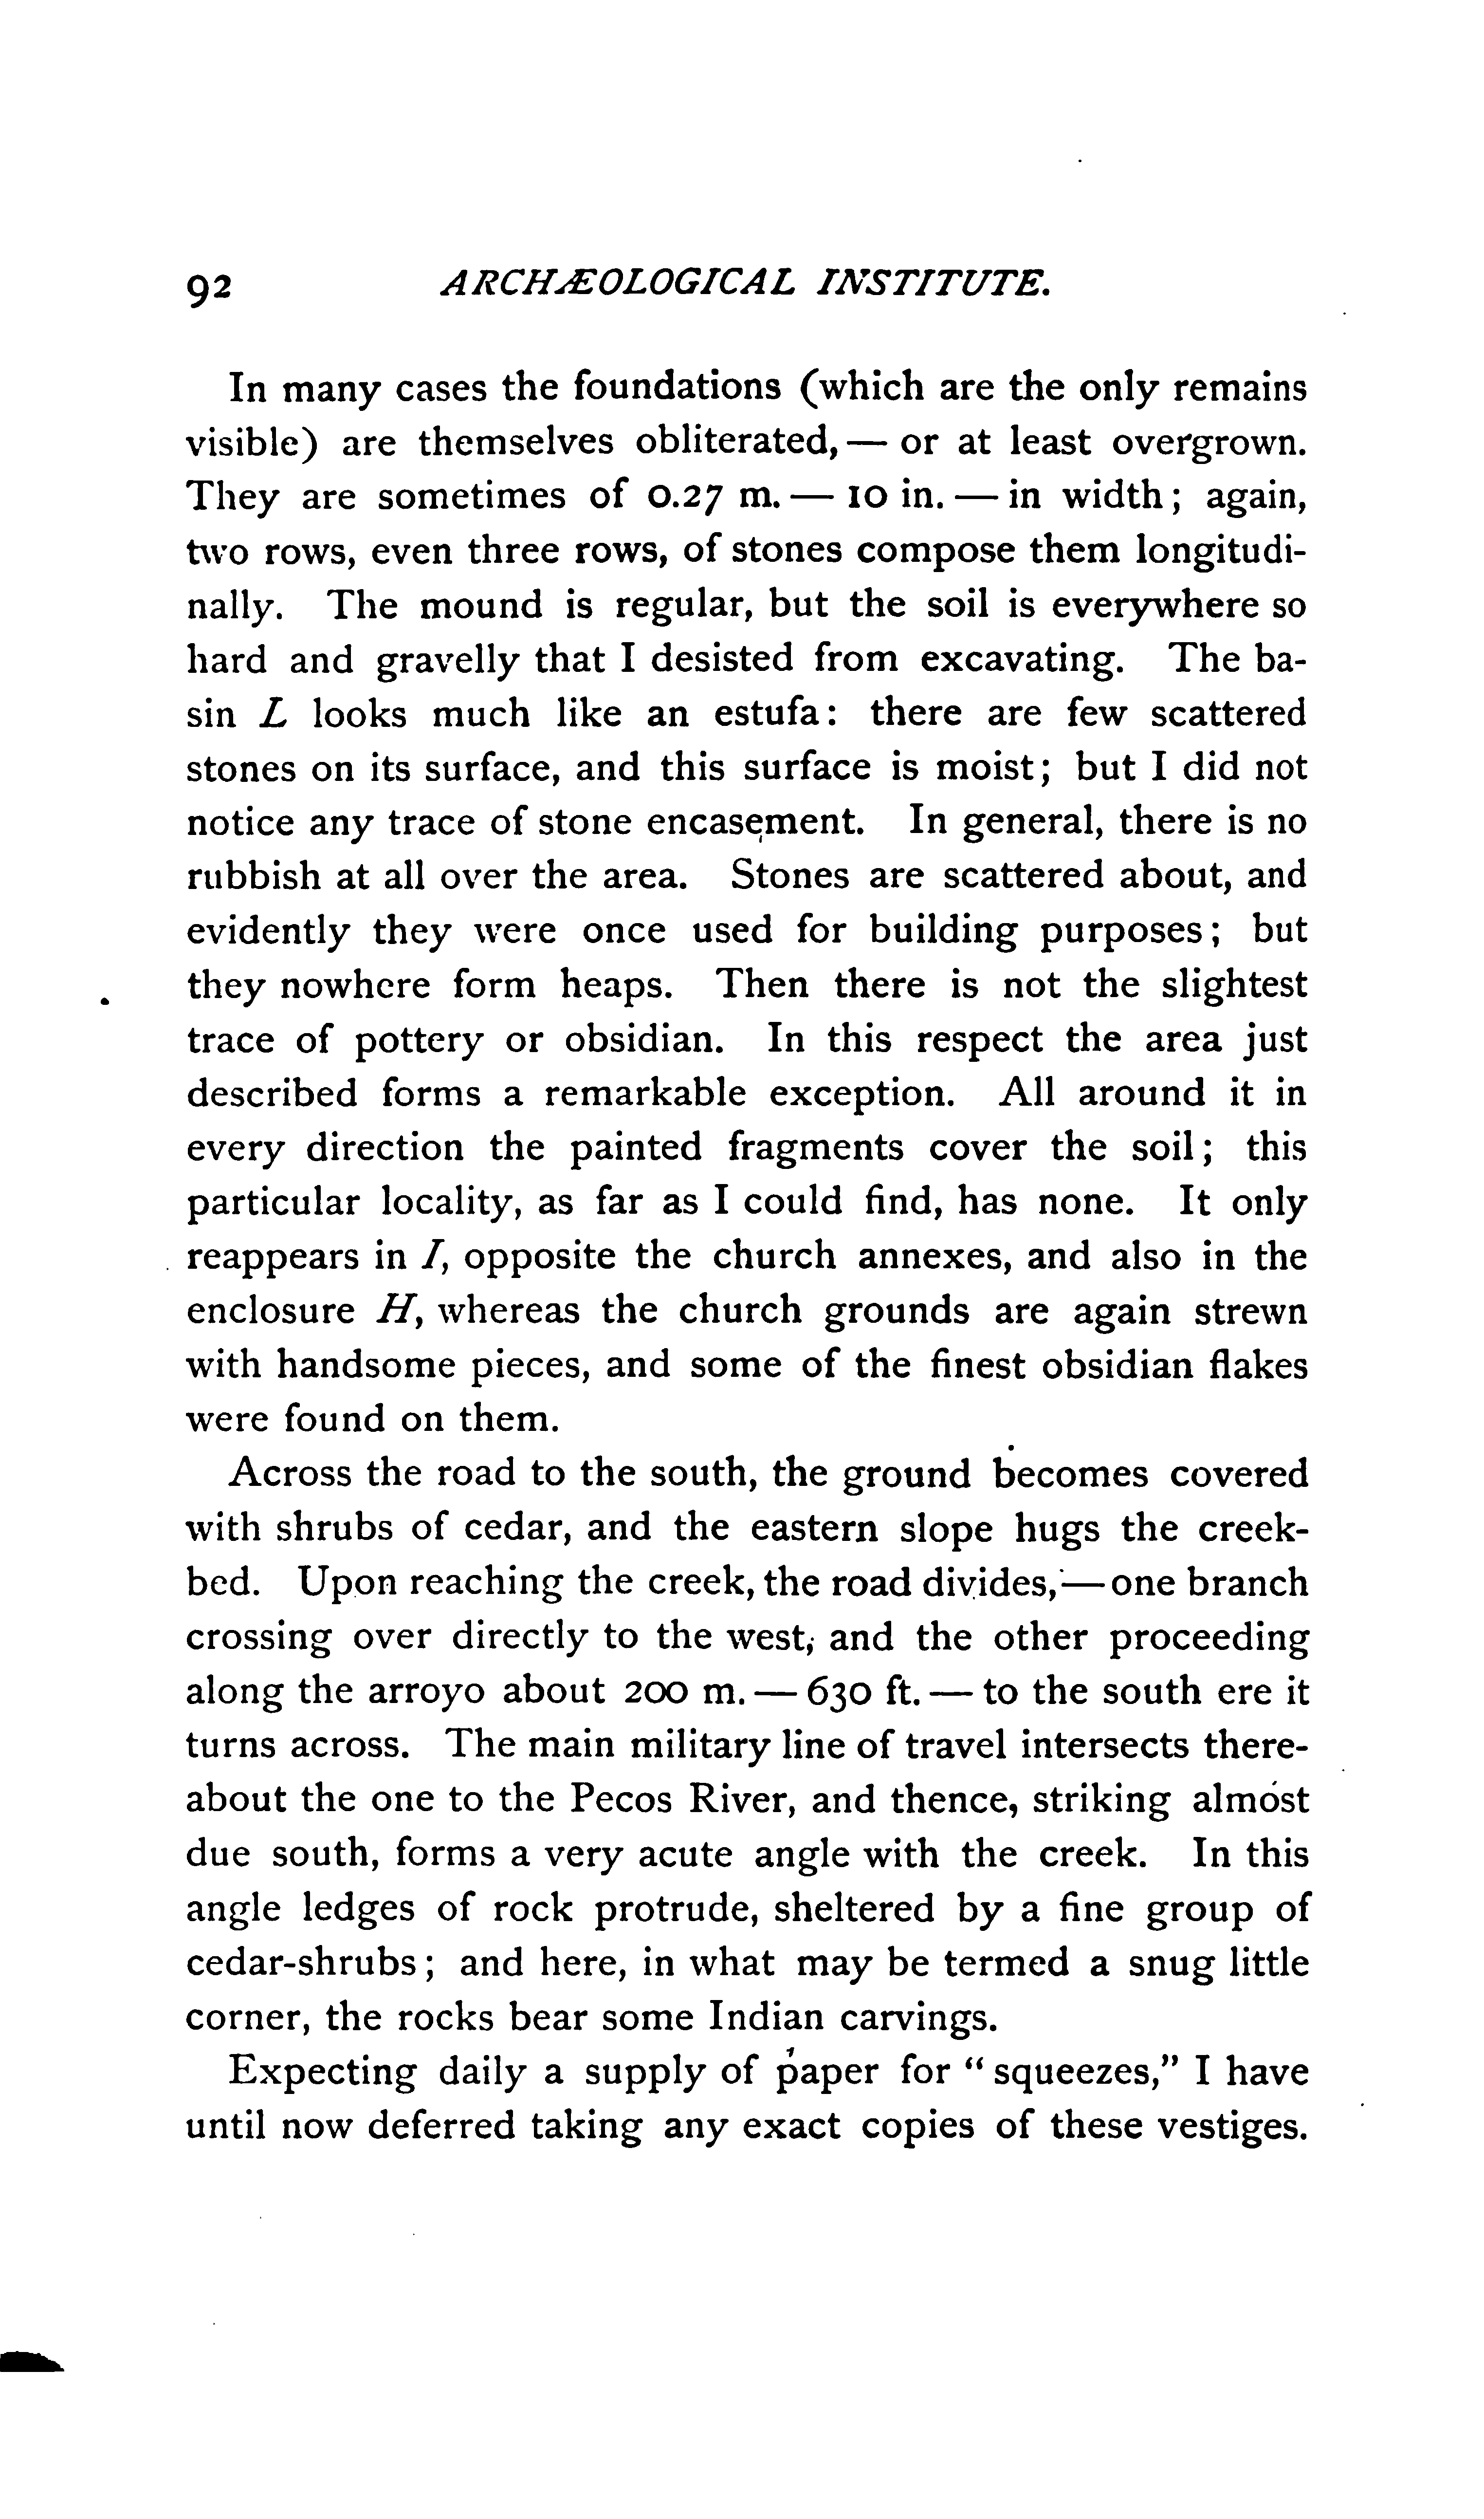 92 ARCHÆOLOGICAL INSTITUTE.
In many cases the foundations (which are the only remains
visible) are themselves obliterated, — or at least overgrown.
They are sometimes of 0.27 m. — 10 in. — in width; again,
two rows, even three rows, of stones compose them longitudi-
nally. The mound is regular, but the soil is everywhere so
hard and gravelly that I desisted from excavating. The ba-
sin L looks much like an estufa: there are few scattered
stones on its surface, and this surface is moist; but I did not
notice any trace of stone encasement. In general, there is no
rubbish at all over the area. Stones are scattered about, and
evidently they were once used for building purposes; but
they nowhere form heaps. Then there is not the slightest
trace of pottery or obsidian. In this respect the area just
described forms a remarkable exception. All around it in
every direction the painted fragments cover the soil; this
particular locality, as far as I could find, has none. It only
reappears in I, opposite the church annexes, and also in the
enclosure H, whereas the church grounds are again strewn
with handsome pieces, and some of the finest obsidian flakes
were found on them.
Across the road to the south, the ground becomes covered
with shrubs of cedar, and the eastern slope hugs the creek-
bed. Upon reaching the creek, the road divides, — one branch
crossing over directly to the west, and the other proceeding
along the arroyo about 200 m. — 630 ft. — to the south ere it
turns across. The main military line of travel intersects there-
about the one to the Pecos River, and thence, striking almost
due south, forms a very acute angle with the creek. In this
angle ledges of rock protrude, sheltered by a fine group of
cedar-shrubs; and here, in what may be termed a snug little
corner, the rocks bear some Indian carvings.
Expecting daily a supply of paper for "squeezes," I have
until now deferred taking any exact copies of these vestiges.